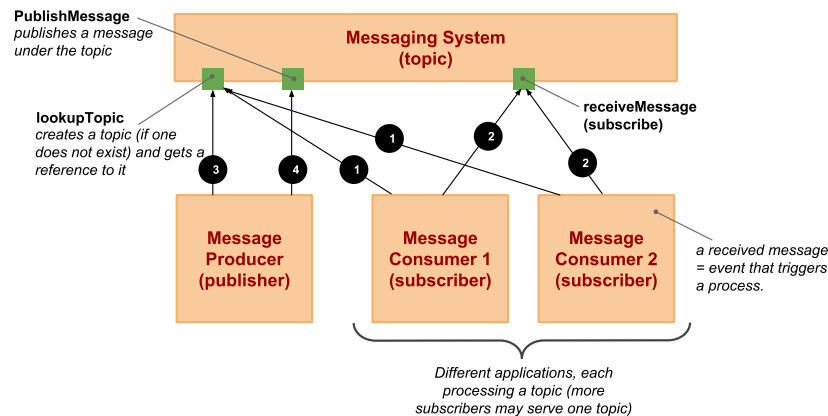 PublishMessage
publishes a message
under the topic
Messaging System
(topic)
lookupTopic
creates a topic (if one
does not exist) and gets a
reference to it
receiveMessage
(subscribe)
1
2
1
2
3
4
Message
Producer
(publisher)
Message
Consumer 1
(subscriber)
Message
Consumer 2
(subscriber)
a received message
= event that triggers
a process.
Different applications, each
processing a topic (more
subscribers may serve one topic)